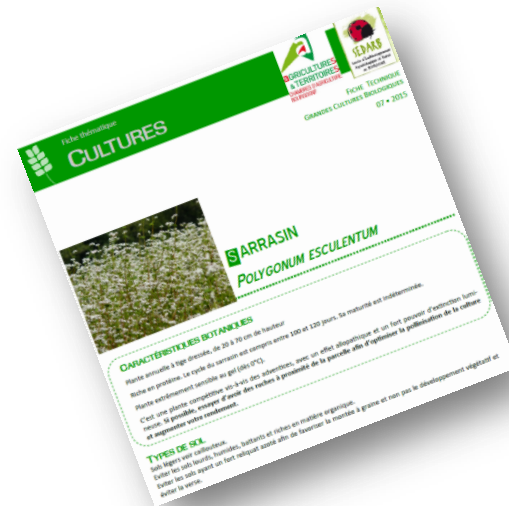 Fiche thématique
CULTURES
AGRICULTURES
& TERRITOIRES
CHAMBRES D'AGRICULTURE
BOURGOGNE
SEDARB
FICHE TECHNIQUE
GRANDES CULTURES BIOLOGIQUES
07 • 2015
SARRASIN
POLYGONUM ESCULENTUM
CARACTÉRISTIQUES BOTANIQUES
Plante annuelle à tige dressée, de 20 à 70 cm de hauteur
Riche en protéine. Le cycle du sarrasin est compris entre 100 et 120 jours. Sa maturité est indéterminée.
Plante extrêmement sensible au gel (dès 0°C).
C'est une plante compétitive vis-à-vis des adventices, avec un effet allopathique et un fort pouvoir d'extinction lumi-
neuse. Si possible, essayer d'avoir des ruches à proximité de la parcelle afin d'optimiser la pollinisation de la culture
et augmenter votre rendement.
TYPES DE SOL
Sol légers voir caillouteux.
Eviter les sols lourds, humides, battants et riches en matière organique.
Eviter les sols ayant un fort reliquat azoté afin de favoriser la montée à graine et non pas le développement végétatif et
éviter la verse.